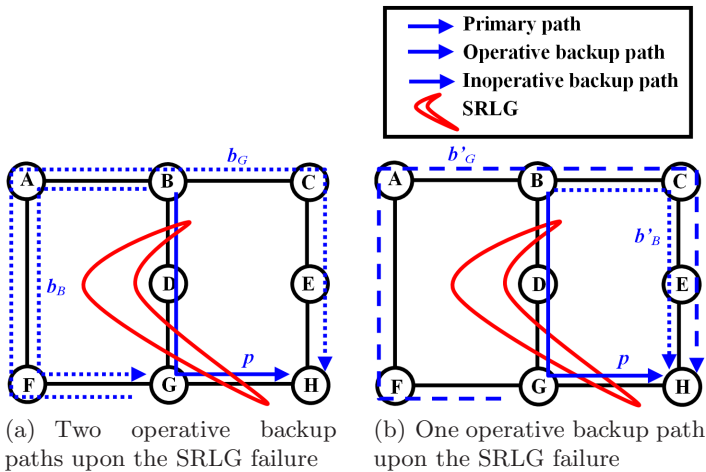 Primary path
Operative backup path
Inoperative backup path
SRLG
A
B
C
D
E
F
G
H
b_G
b_B
p
A
B
C
D
E
F
G
H
b'_G
b'_B
p
(a) Two operative backup
paths upon the SRLG failure
(b) One operative backup path
upon the SRLG failure